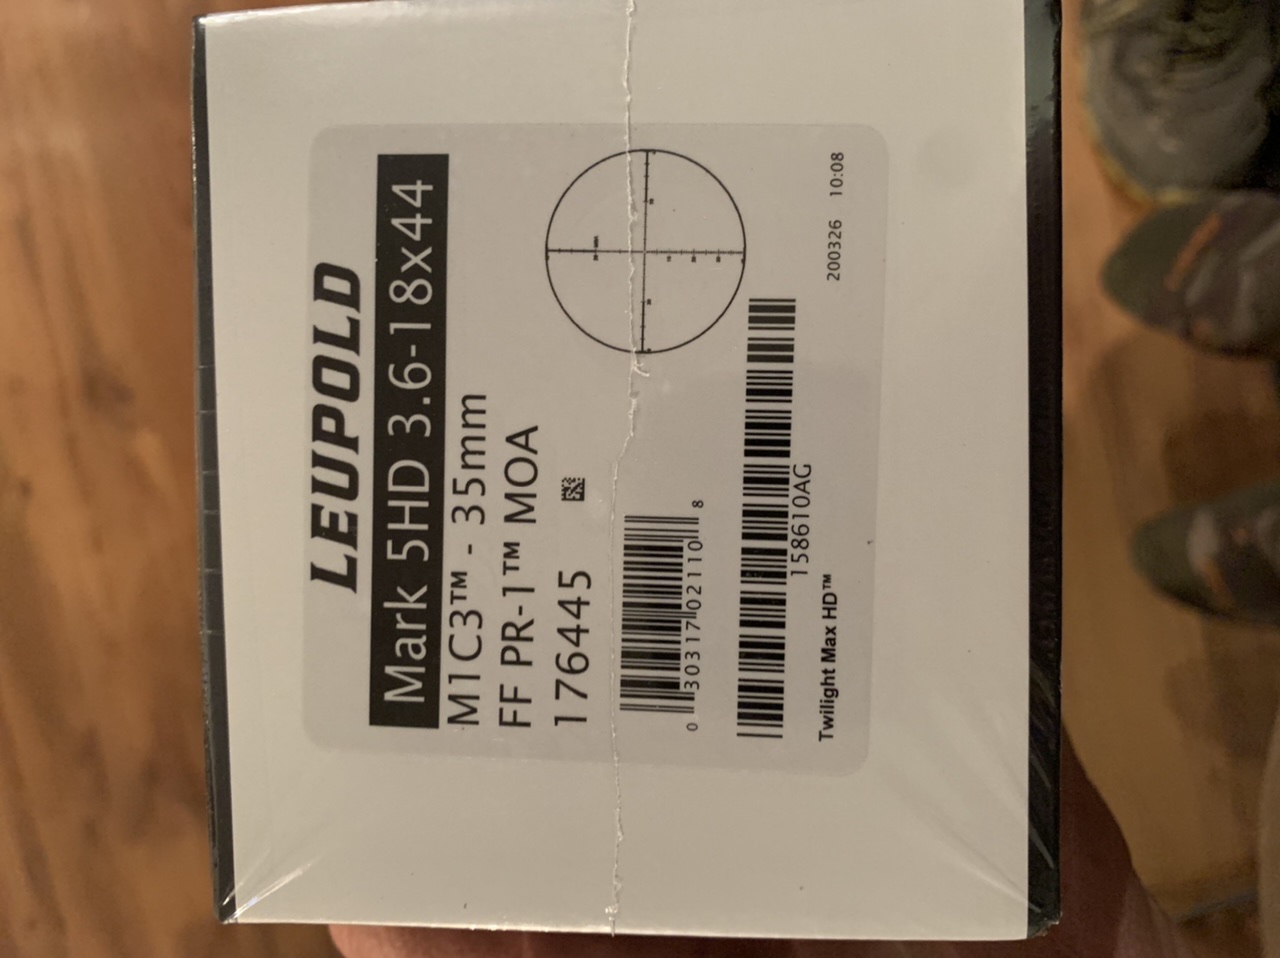 LEUPOLD
Mark 5HD 3.6-18x44
M1C3™ - 35mm
FF PR-1™ MOA
176445
0 30317 02110 8
158610AG
Twilight Max HD™
200326 10:08